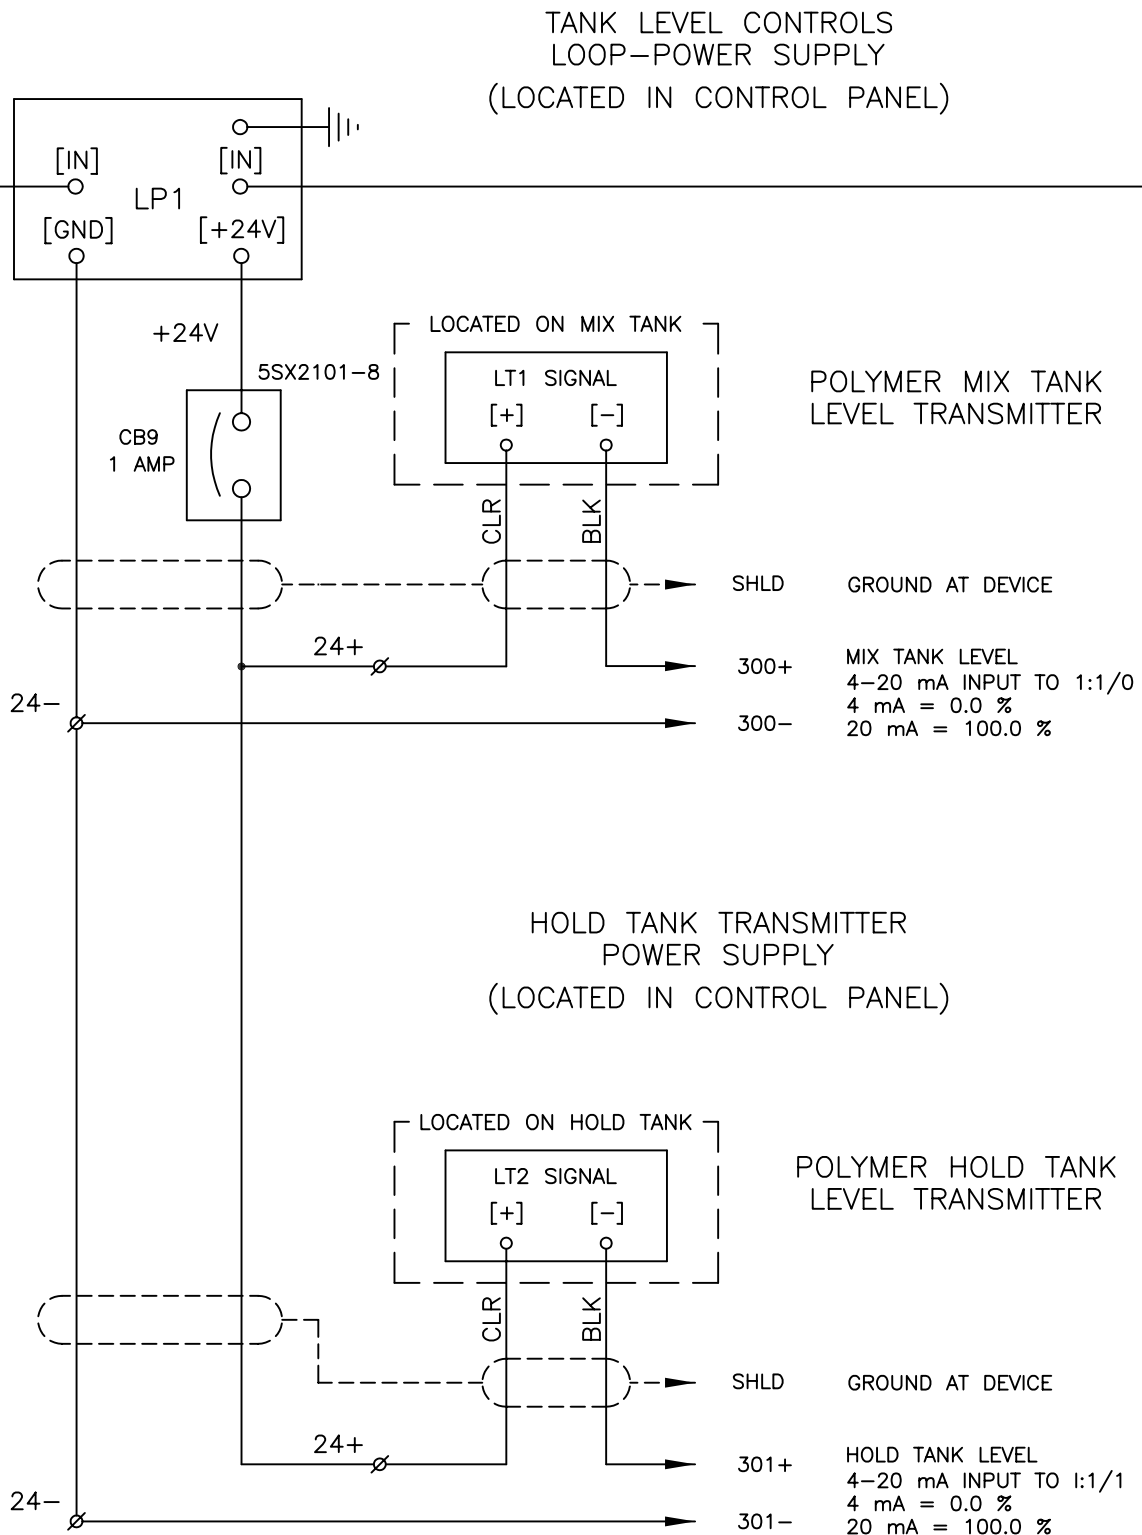 TANK LEVEL CONTROLS
LOOP-POWER SUPPLY
(LOCATED IN CONTROL PANEL)
[IN]
[IN]
LP1
[GND]
[+24V]
+24V
5SX2101-8
CB9
1 AMP
LOCATED ON MIX TANK
LT1 SIGNAL
[+]
[-]
POLYMER MIX TANK
LEVEL TRANSMITTER
CLR
BLK
SHLD
GROUND AT DEVICE
24+
300+
MIX TANK LEVEL
4-20 mA INPUT TO 1:1/0
4 mA = 0.0 %
20 mA = 100.0 %
24-
300-
HOLD TANK TRANSMITTER
POWER SUPPLY
(LOCATED IN CONTROL PANEL)
LOCATED ON HOLD TANK
LT2 SIGNAL
[+]
[-]
POLYMER HOLD TANK
LEVEL TRANSMITTER
CLR
BLK
SHLD
GROUND AT DEVICE
24+
301+
HOLD TANK LEVEL
4-20 mA INPUT TO I:1/1
4 mA = 0.0 %
20 mA = 100.0 %
24-
301-